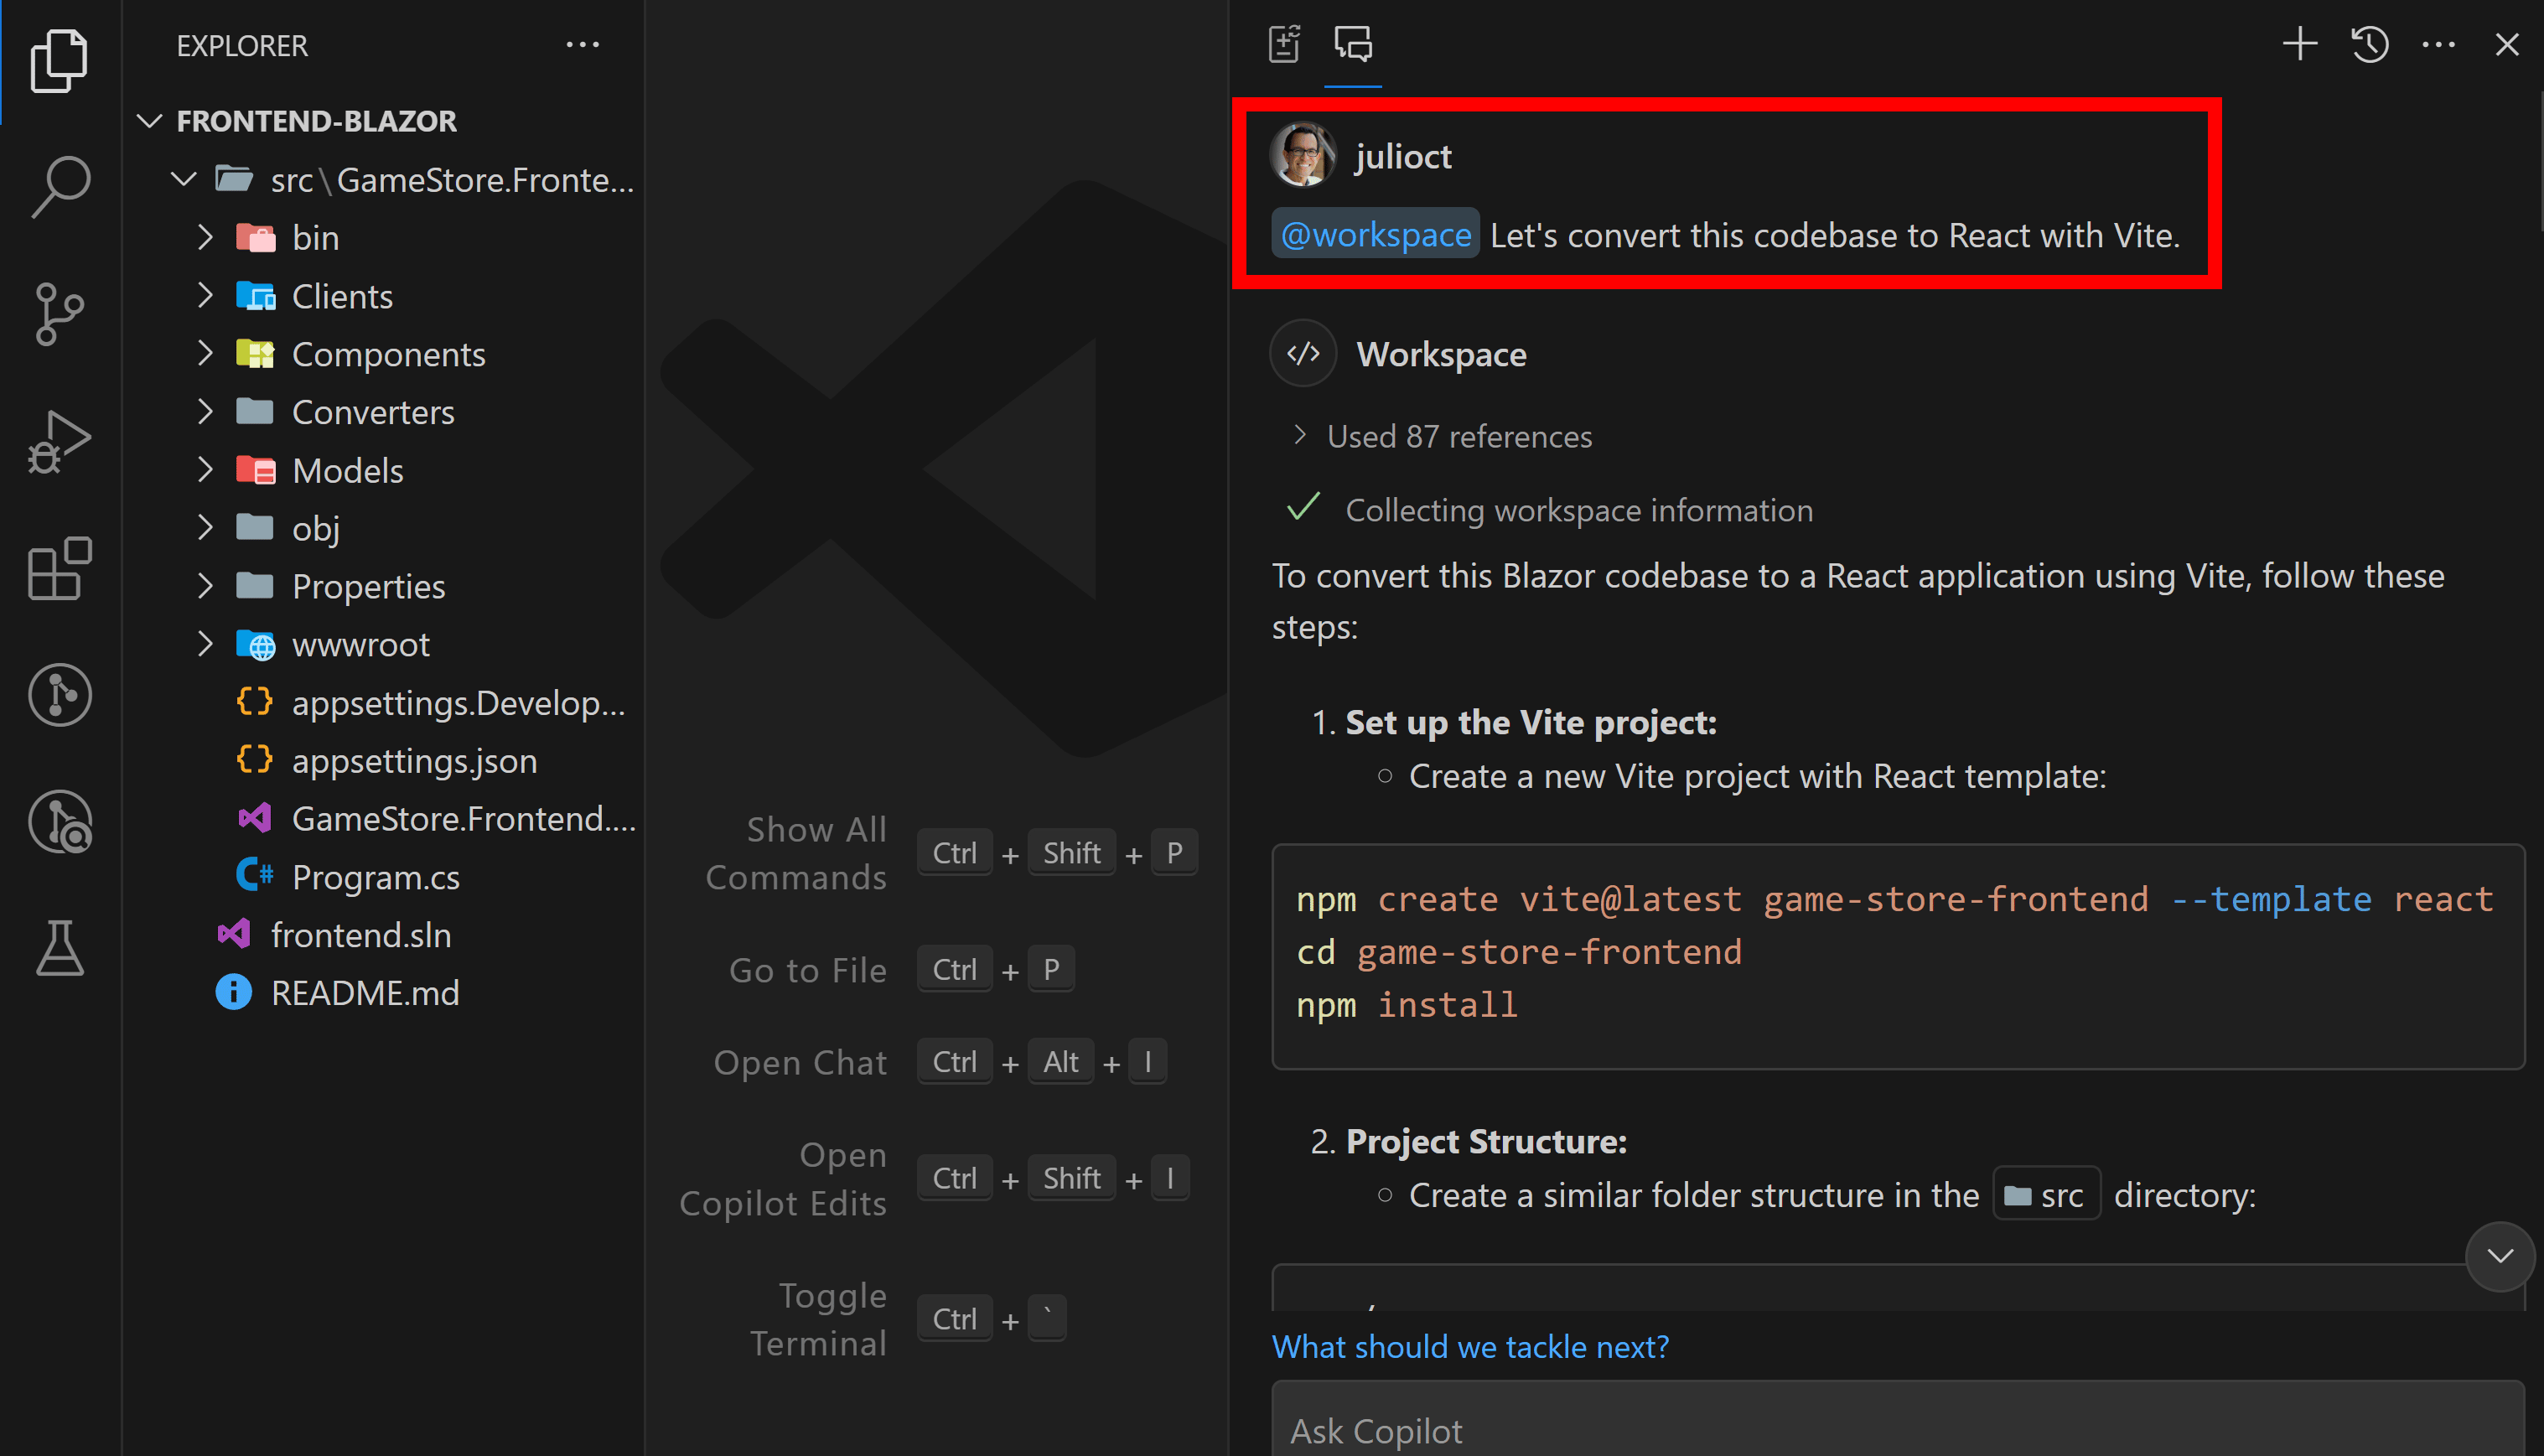 EXPLORER
FRONTEND-BLAZOR
src\GameStore.Fronte...
bin
Clients
Components
Converters
Models
obj
Properties
wwwroot
appsettings.Develop...
appsettings.json
GameStore.Frontend....
Program.cs
frontend.sln
README.md
Show All
Commands
Ctrl + Shift + P
Go to File
Ctrl + P
Open Chat
Ctrl + Alt + I
Open
Copilot Edits
Ctrl + Shift + I
Toggle
Terminal
Ctrl + `
julioct
@workspace Let's convert this codebase to React with Vite.
Workspace
Used 87 references
Collecting workspace information
To convert this Blazor codebase to a React application using Vite, follow these
steps:
1. Set up the Vite project:
○ Create a new Vite project with React template:
npm create vite@latest game-store-frontend --template react
cd game-store-frontend
npm install
2. Project Structure:
○ Create a similar folder structure in the src directory:
What should we tackle next?
Ask Copilot